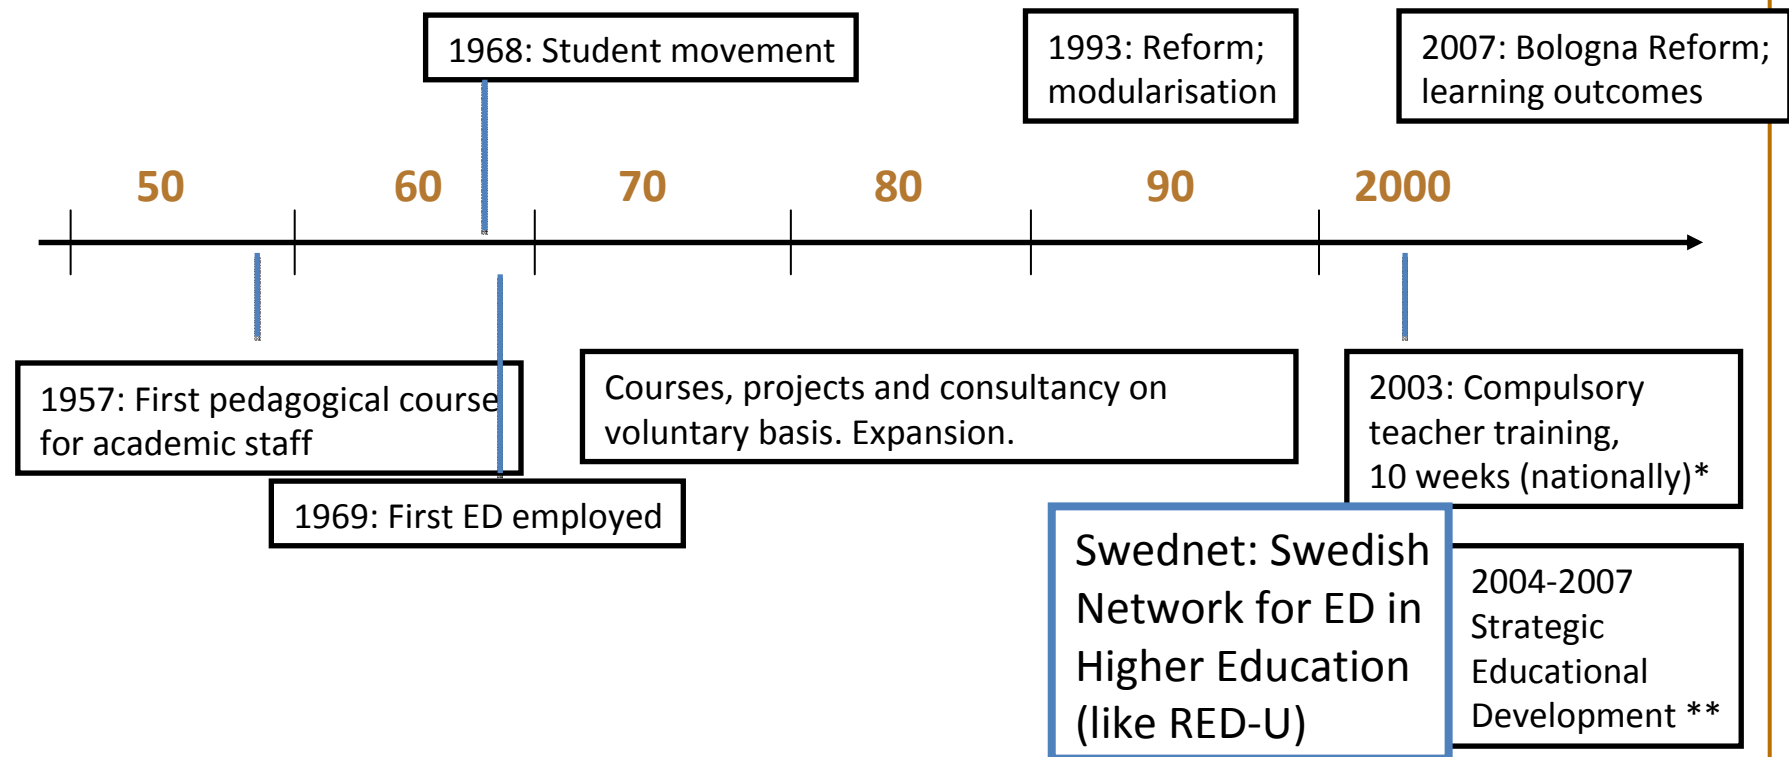 1968: Student movement
1993: Reform;
modularisation
2007: Bologna Reform;
learning outcomes
50 60 70 80 90 2000
1957: First pedagogical course
for academic staff
1969: First ED employed
Courses, projects and consultancy on
voluntary basis. Expansion.
2003: Compulsory
teacher training,
10 weeks (nationally)*
Swednet: Swedish
Network for ED in
Higher Education
(like RED-U)
2004-2007
Strategic
Educational
Development **